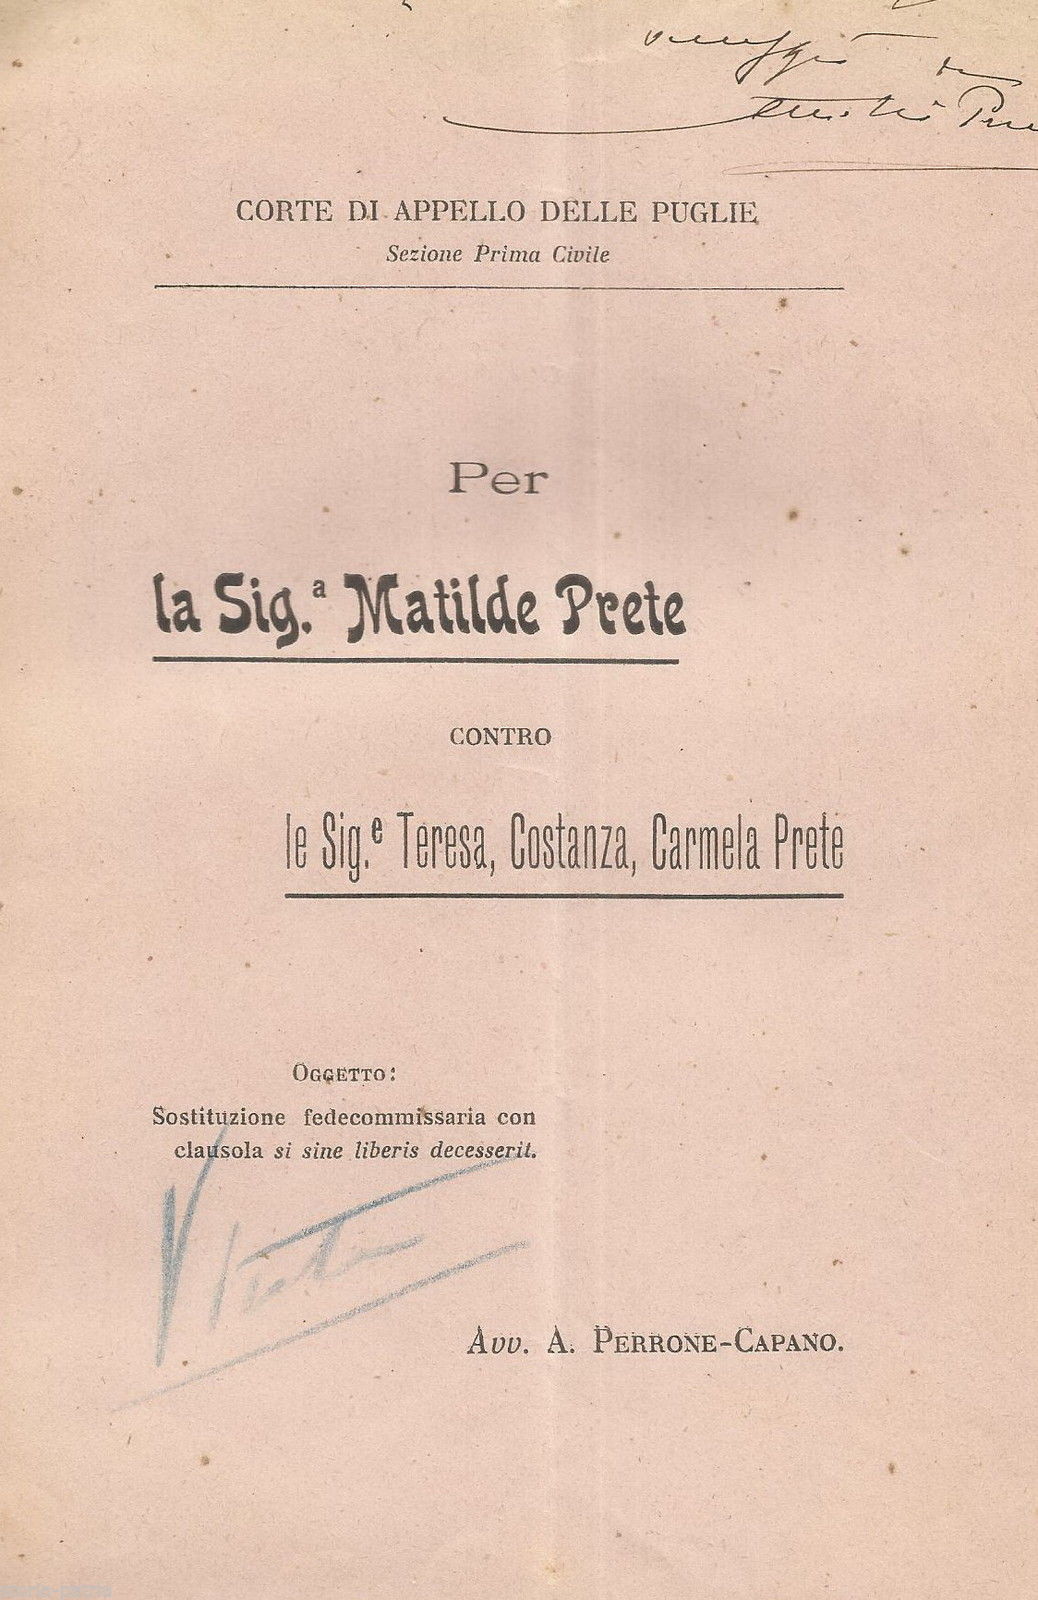 CORTE DI APPELLO DELLE PUGLIE
Sezione Prima Civile
Per
la Sig.ª Matilde Prete
CONTRO
le Sig.e Teresa, Costanza, Carmela Prete
OGGETTO:
Sostituzione fedecommissaria con
clausola si sine liberis decesserit.
Avv. A. PERRONE-CAPANO.